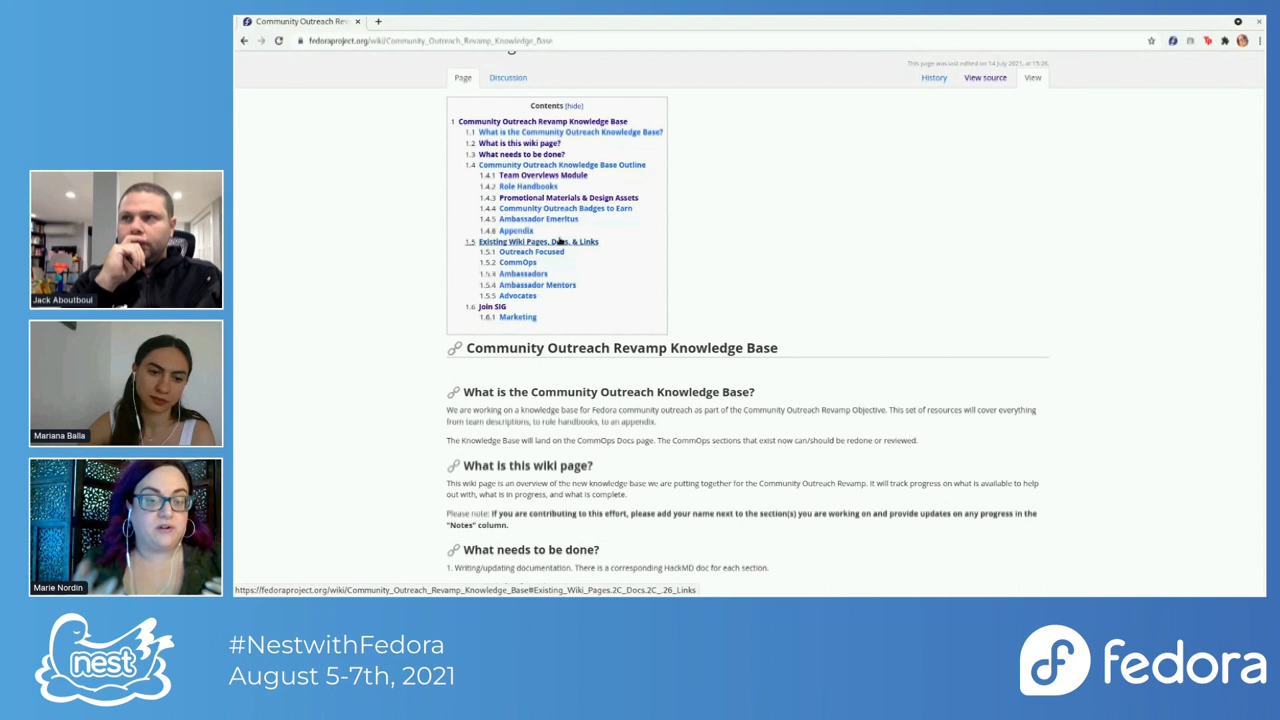 Community Outreach Rev
fedoraproject.org/wiki/Community_Outreach_Revamp_Knowledge_Base
This page was last edited on 14 July 2021, at 15:26.
Page
Discussion
History
View source
View
Contents [hide]
1 Community Outreach Revamp Knowledge Base
1.1 What is the Community Outreach Knowledge Base?
1.2 What is this wiki page?
1.3 What needs to be done?
1.4 Community Outreach Knowledge Base Outline
1.4.1 Team Overviews Module
1.4.2 Role Handbooks
1.4.3 Promotional Materials & Design Assets
1.4.4 Community Outreach Badges to Earn
1.4.5 Ambassador Emeritus
1.4.6 Appendix
1.5 Existing Wiki Pages, Docs, & Links
1.5.1 Outreach Focused
1.5.2 CommOps
1.5.3 Ambassadors
1.5.4 Ambassador Mentors
1.5.5 Advocates
1.6 Join SIG
1.6.1 Marketing
Community Outreach Revamp Knowledge Base
What is the Community Outreach Knowledge Base?
We are working on a knowledge base for Fedora community outreach as part of the Community Outreach Revamp Objective. This set of resources will cover everything
from team descriptions, to role handbooks, to an appendix.
The Knowledge Base will land on the CommOps Docs page. The CommOps sections that exist now can/should be redone or reviewed.
What is this wiki page?
This wiki page is an overview of the new knowledge base we are putting together for the Community Outreach Revamp. It will track progress on what is available to help
out with, what is in progress, and what is complete.
Please note: If you are contributing to this effort, please add your name next to the section(s) you are working on and provide updates on any progress in the
"Notes" column.
What needs to be done?
1. Writing/updating documentation. There is a corresponding HackMD doc for each section.
https://fedoraproject.org/wiki/Community_Outreach_Revamp_Knowledge_Base#Existing_Wiki_Pages.2C_Docs.2C_.26_Links
Jack Aboutboul
Mariana Balla
Marie Nordin
nest
#NestwithFedora
August 5-7th, 2021
fedora